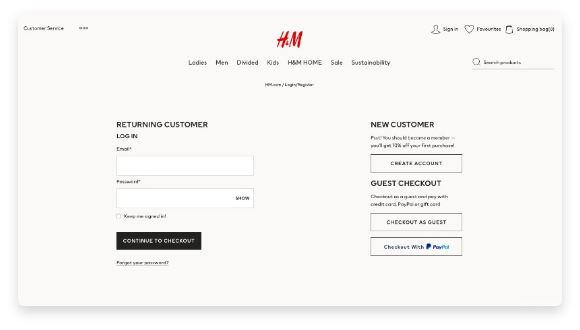 Customer Service
Sign in Favourites Shopping bag(0)
H&M
Ladies Men Divided Kids H&M HOME Sale Sustainability
Search products
HM.com / Login/Register
RETURNING CUSTOMER
LOG IN
Email*
Password*
SHOW
Keep me signed in!
CONTINUE TO CHECKOUT
Forgot your password?
NEW CUSTOMER
Psst! You should become a member —
you'll get 10% off your first purchase!
CREATE ACCOUNT
GUEST CHECKOUT
Checkout as a guest and pay with
credit card, PayPal or gift card
CHECKOUT AS GUEST
Checkout With PayPal